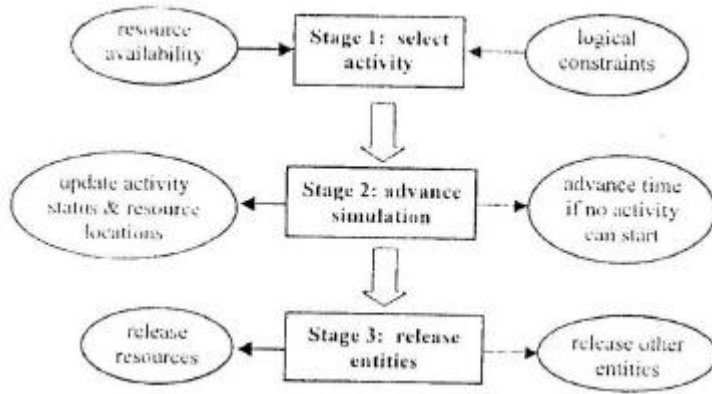 resource
availability
Stage 1: select
activity
logical
constraints
update activity
status & resource
locations
Stage 2: advance
simulation
advance time
if no activity
can start
release
resources
Stage 3: release
entities
release other
entities